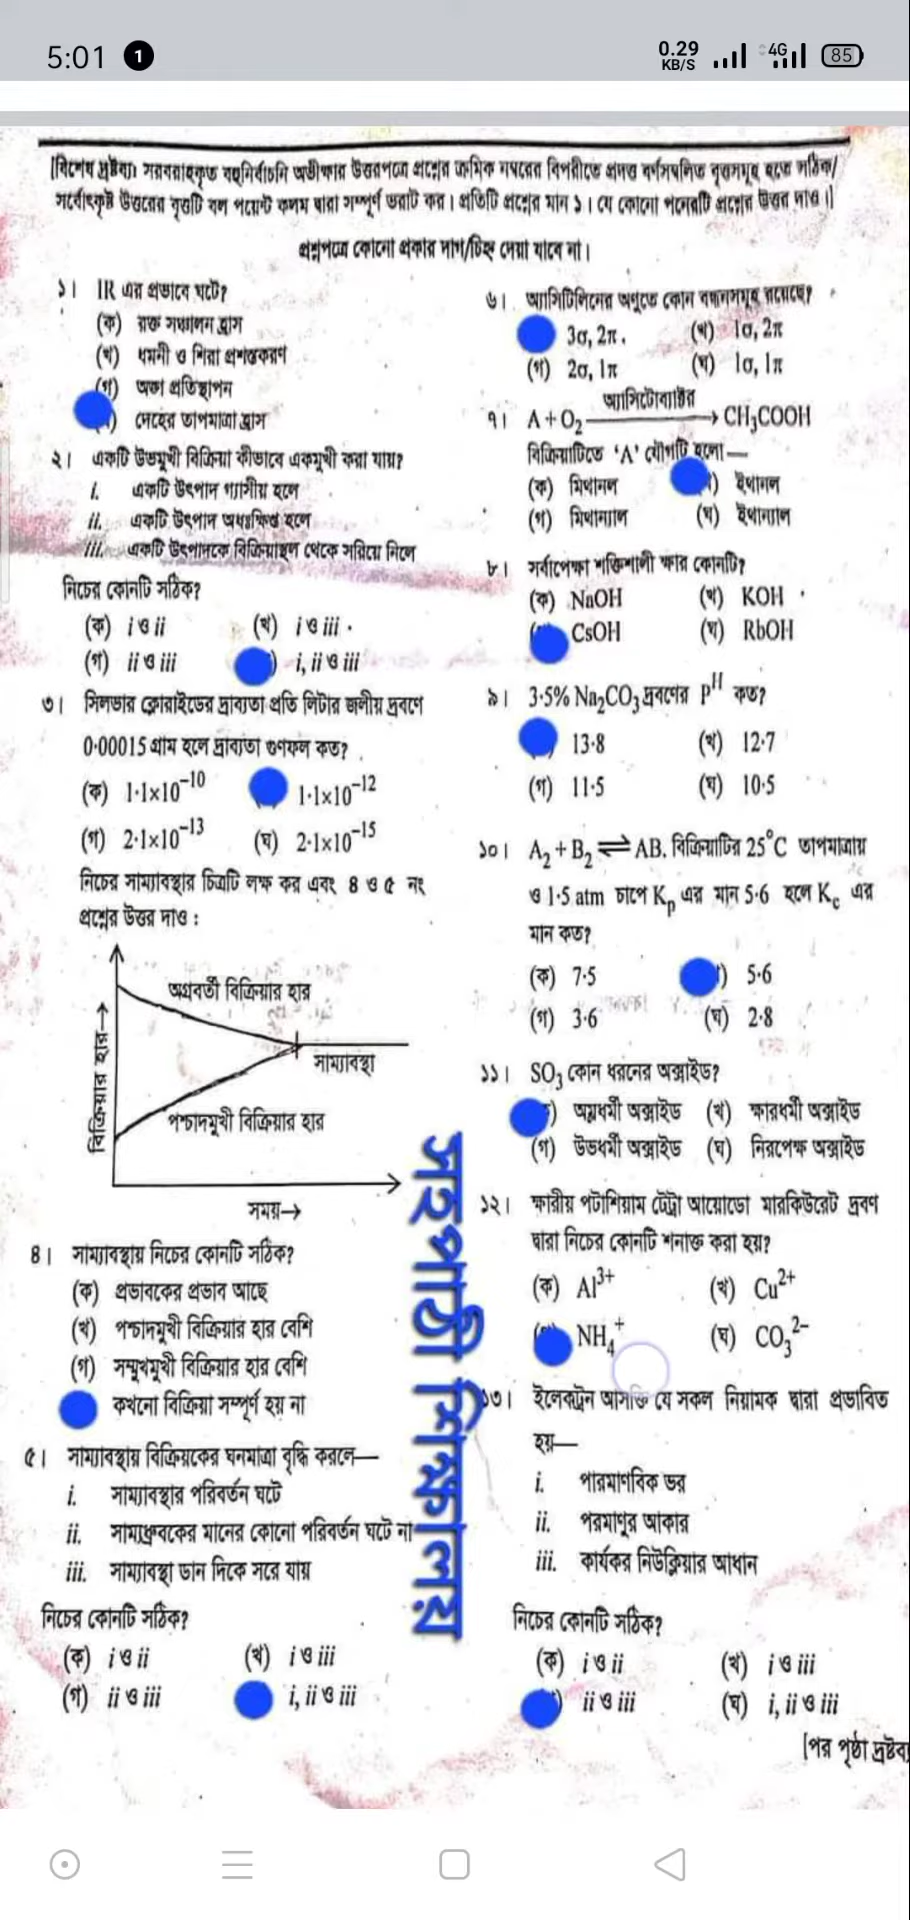 5:01 1 0.29 KB/S 4G 85
[বিশেষ দ্রষ্টব্যঃ সরবরাহকৃত বহুনির্বাচনি অভীক্ষার উত্তরপত্রে প্রশ্নের ক্রমিক নম্বরের বিপরীতে প্রদত্ত বর্ণসম্বলিত বৃত্তসমূহ হতে সঠিক/
সর্বোৎকৃষ্ট উত্তরের বৃত্তটি বল পয়েন্ট কলম দ্বারা সম্পূর্ণ ভরাট কর। প্রতিটি প্রশ্নের মান ১। যে কোনো পনেরটি প্রশ্নের উত্তর দাও।]
প্রশ্নপত্রে কোনো প্রকার দাগ/চিহ্ন দেয়া যাবে না।
১। IR এর প্রভাবে ঘটে?
(ক) রক্ত সঞ্চালন হ্রাস
(খ) ধমনী ও শিরা প্রশস্তকরণ
(গ) অক্তা প্রতিস্থাপন
) দেহের তাপমাত্রা হ্রাস
২। একটি উভমুখী বিক্রিয়া কীভাবে একমুখী করা যায়?
i. একটি উৎপাদ গ্যাসীয় হলে
ii. একটি উৎপাদ অধঃক্ষিপ্ত হলে
iii. একটি উৎপাদকে বিক্রিয়াস্থল থেকে সরিয়ে নিলে
নিচের কোনটি সঠিক?
(ক) i ও ii (খ) i ও iii
(গ) ii ও iii ) i, ii ও iii
৩। সিলভার ক্লোরাইডের দ্রাব্যতা প্রতি লিটার জলীয় দ্রবণে
0·00015 গ্রাম হলে দ্রাব্যতা গুণফল কত?
(ক) 1·1×10⁻¹⁰ 1·1×10⁻¹²
(গ) 2·1×10⁻¹³ (ঘ) 2·1×10⁻¹⁵
নিচের সাম্যাবস্থার চিত্রটি লক্ষ কর এবং ৪ ও ৫ নং
প্রশ্নের উত্তর দাও :
অগ্রবর্তী বিক্রিয়ার হার
বিক্রিয়ার হার→
সাম্যাবস্থা
পশ্চাদমুখী বিক্রিয়ার হার
সময়→
৪। সাম্যাবস্থায় নিচের কোনটি সঠিক?
(ক) প্রভাবকের প্রভাব আছে
(খ) পশ্চাদমুখী বিক্রিয়ার হার বেশি
(গ) সম্মুখমুখী বিক্রিয়ার হার বেশি
কখনো বিক্রিয়া সম্পূর্ণ হয় না
৫। সাম্যাবস্থায় বিক্রিয়কের ঘনমাত্রা বৃদ্ধি করলে—
i. সাম্যাবস্থার পরিবর্তন ঘটে
ii. সাম্যধ্রুবকের মানের কোনো পরিবর্তন ঘটে না
iii. সাম্যাবস্থা ডান দিকে সরে যায়
নিচের কোনটি সঠিক?
(ক) i ও ii (খ) i ও iii
(গ) ii ও iii i, ii ও iii
সহপাঠী শিক্ষালয়
৬। অ্যাসিটিলিনের অণুতে কোন বন্ধনসমূহ রয়েছে?
3σ, 2π (খ) 1σ, 2π
(গ) 2σ, 1π (ঘ) 1σ, 1π
৭। A + O₂ অ্যাসিটোব্যাক্টর → CH₃COOH
বিক্রিয়াটিতে ‘A’ যৌগটি হলো—
(ক) মিথানল ) ইথানল
(গ) মিথান্যাল (ঘ) ইথান্যাল
৮। সর্বাপেক্ষা শক্তিশালী ক্ষার কোনটি?
(ক) NaOH (খ) KOH
CsOH (ঘ) RbOH
৯। 3·5% Na₂CO₃ দ্রবণের pᴴ কত?
13·8 (খ) 12·7
(গ) 11·5 (ঘ) 10·5
১০। A₂ + B₂ ⇌ AB. বিক্রিয়াটির 25°C তাপমাত্রায়
ও 1·5 atm চাপে Kₚ এর মান 5·6 হলে K꜀ এর
মান কত?
(ক) 7·5 ) 5·6
(গ) 3·6 (ঘ) 2·8
১১। SO₃ কোন ধরনের অক্সাইড?
) অম্লধর্মী অক্সাইড (খ) ক্ষারধর্মী অক্সাইড
(গ) উভধর্মী অক্সাইড (ঘ) নিরপেক্ষ অক্সাইড
১২। ক্ষারীয় পটাশিয়াম টেট্রা আয়োডো মারকিউরেট দ্রবণ
দ্বারা নিচের কোনটি শনাক্ত করা হয়?
(ক) Al³⁺ (খ) Cu²⁺
NH₄⁺ (ঘ) CO₃²⁻
১৩। ইলেকট্রন আসক্তি যে সকল নিয়ামক দ্বারা প্রভাবিত
হয়—
i. পারমাণবিক ভর
ii. পরমাণুর আকার
iii. কার্যকর নিউক্লিয়ার আধান
নিচের কোনটি সঠিক?
(ক) i ও ii (খ) i ও iii
) ii ও iii (ঘ) i, ii ও iii
[পর পৃষ্ঠা দ্রষ্টব্য